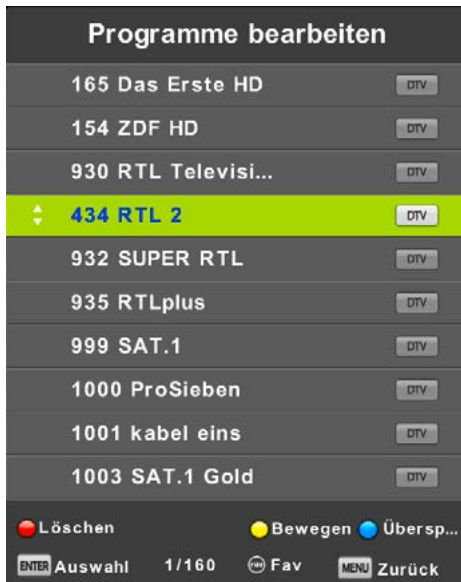 Programme bearbeiten
165 Das Erste HD DTV
154 ZDF HD DTV
930 RTL Televisi... DTV
434 RTL 2 DTV
932 SUPER RTL DTV
935 RTLplus DTV
999 SAT.1 DTV
1000 ProSieben DTV
1001 kabel eins DTV
1003 SAT.1 Gold DTV
Löschen Bewegen Übersp...
ENTER Auswahl 1/160 Fav MENU Zurück